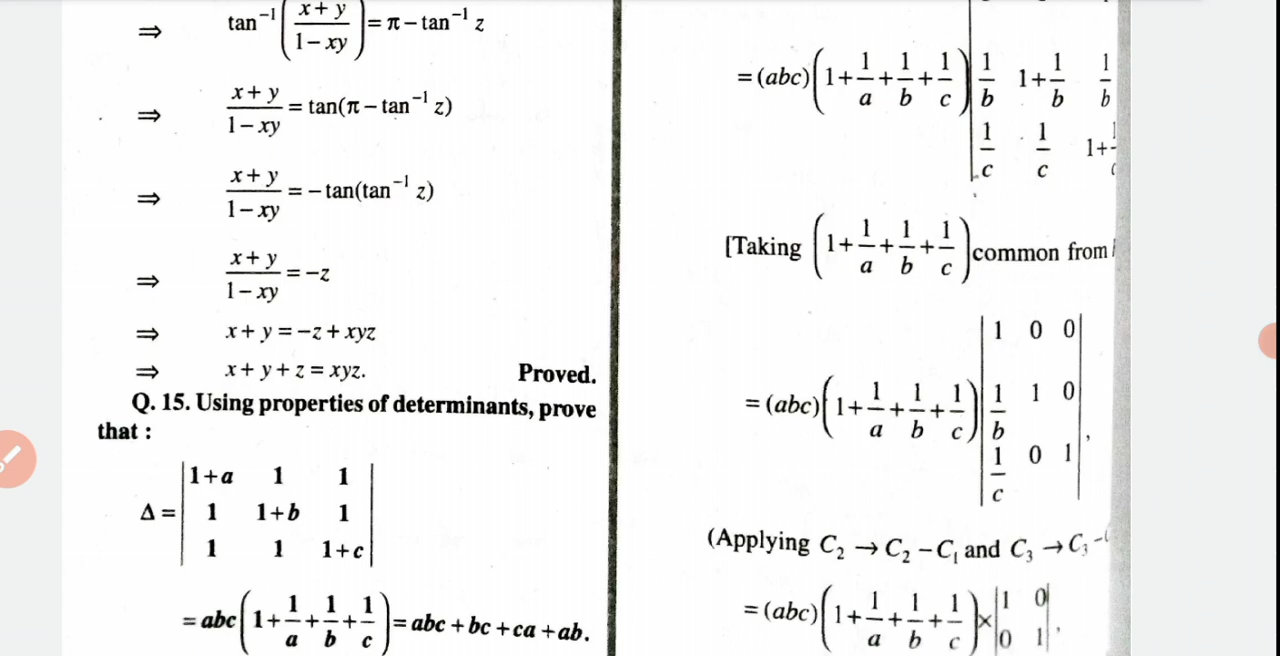 ⇒ tan⁻¹((x+y)/(1−xy)) = π − tan⁻¹ z
⇒ (x+y)/(1−xy) = tan(π − tan⁻¹ z)
⇒ (x+y)/(1−xy) = − tan(tan⁻¹ z)
⇒ (x+y)/(1−xy) = −z
⇒ x+y = −z + xyz
⇒ x+y+z = xyz. Proved.
Q. 15. Using properties of determinants, prove
that :
Δ = |1+a 1 1|
|1 1+b 1|
|1 1 1+c|
= abc(1+1/a+1/b+1/c) = abc + bc + ca + ab.
= (abc)(1+1/a+1/b+1/c) |1/b 1+1/b 1/b|
|1/c 1/c 1+
[Taking (1+1/a+1/b+1/c) common from
= (abc)(1+1/a+1/b+1/c) |1 0 0|
|1/b 1 0|
|1/c 0 1|,
(Applying C₂ → C₂ − C₁ and C₃ → C₃ −
= (abc)(1+1/a+1/b+1/c) × |1 0|
|0 1|,